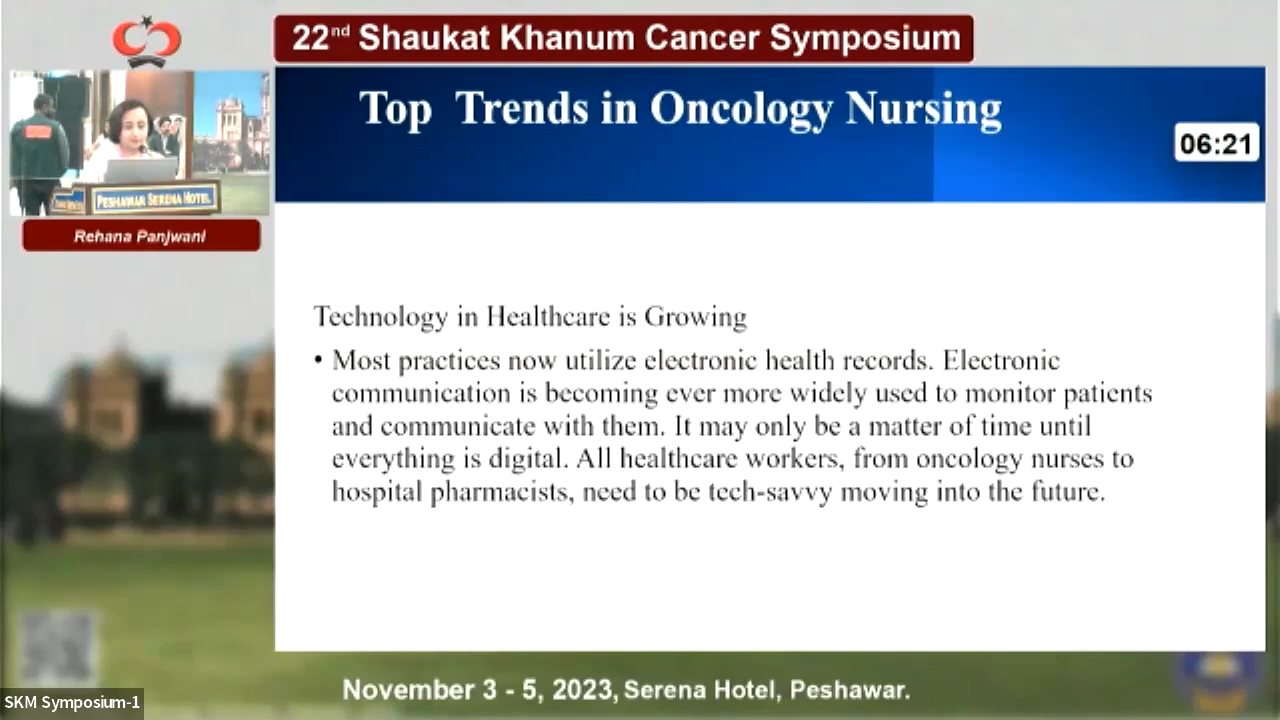 22nd Shaukat Khanum Cancer Symposium
Top Trends in Oncology Nursing
06:21
PESHAWAR SERENA HOTEL
Rehana Panjwani
Technology in Healthcare is Growing
• Most practices now utilize electronic health records. Electronic
communication is becoming ever more widely used to monitor patients
and communicate with them. It may only be a matter of time until
everything is digital. All healthcare workers, from oncology nurses to
hospital pharmacists, need to be tech-savvy moving into the future.
November 3 - 5, 2023, Serena Hotel, Peshawar.
SKM Symposium-1